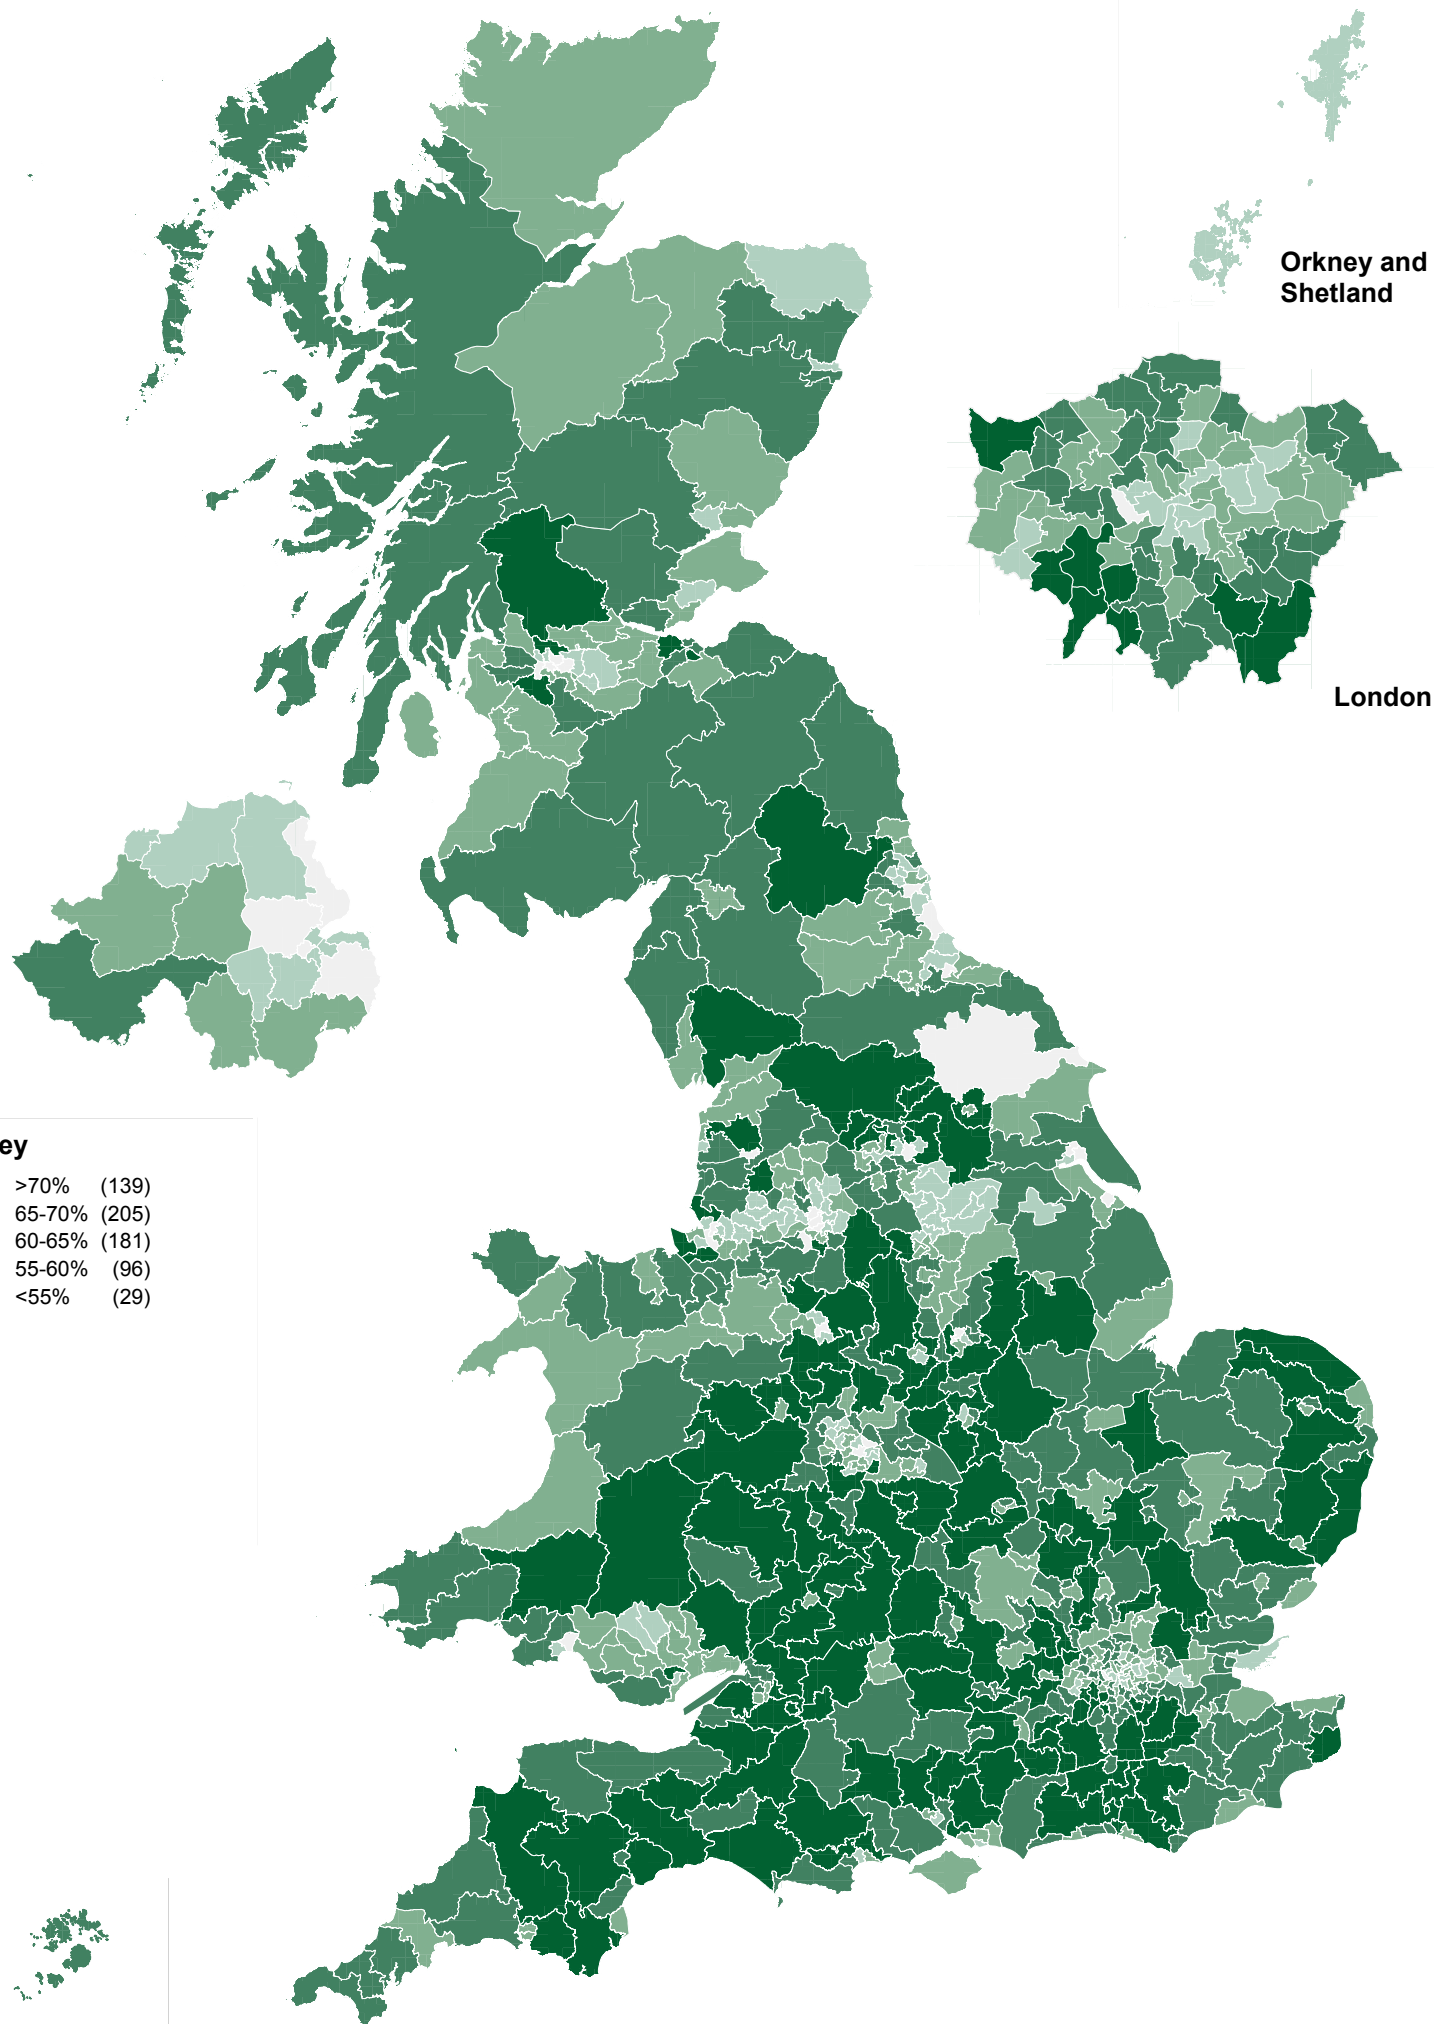 Orkney and
Shetland
London
ey
>70% (139)
65-70% (205)
60-65% (181)
55-60% (96)
<55% (29)